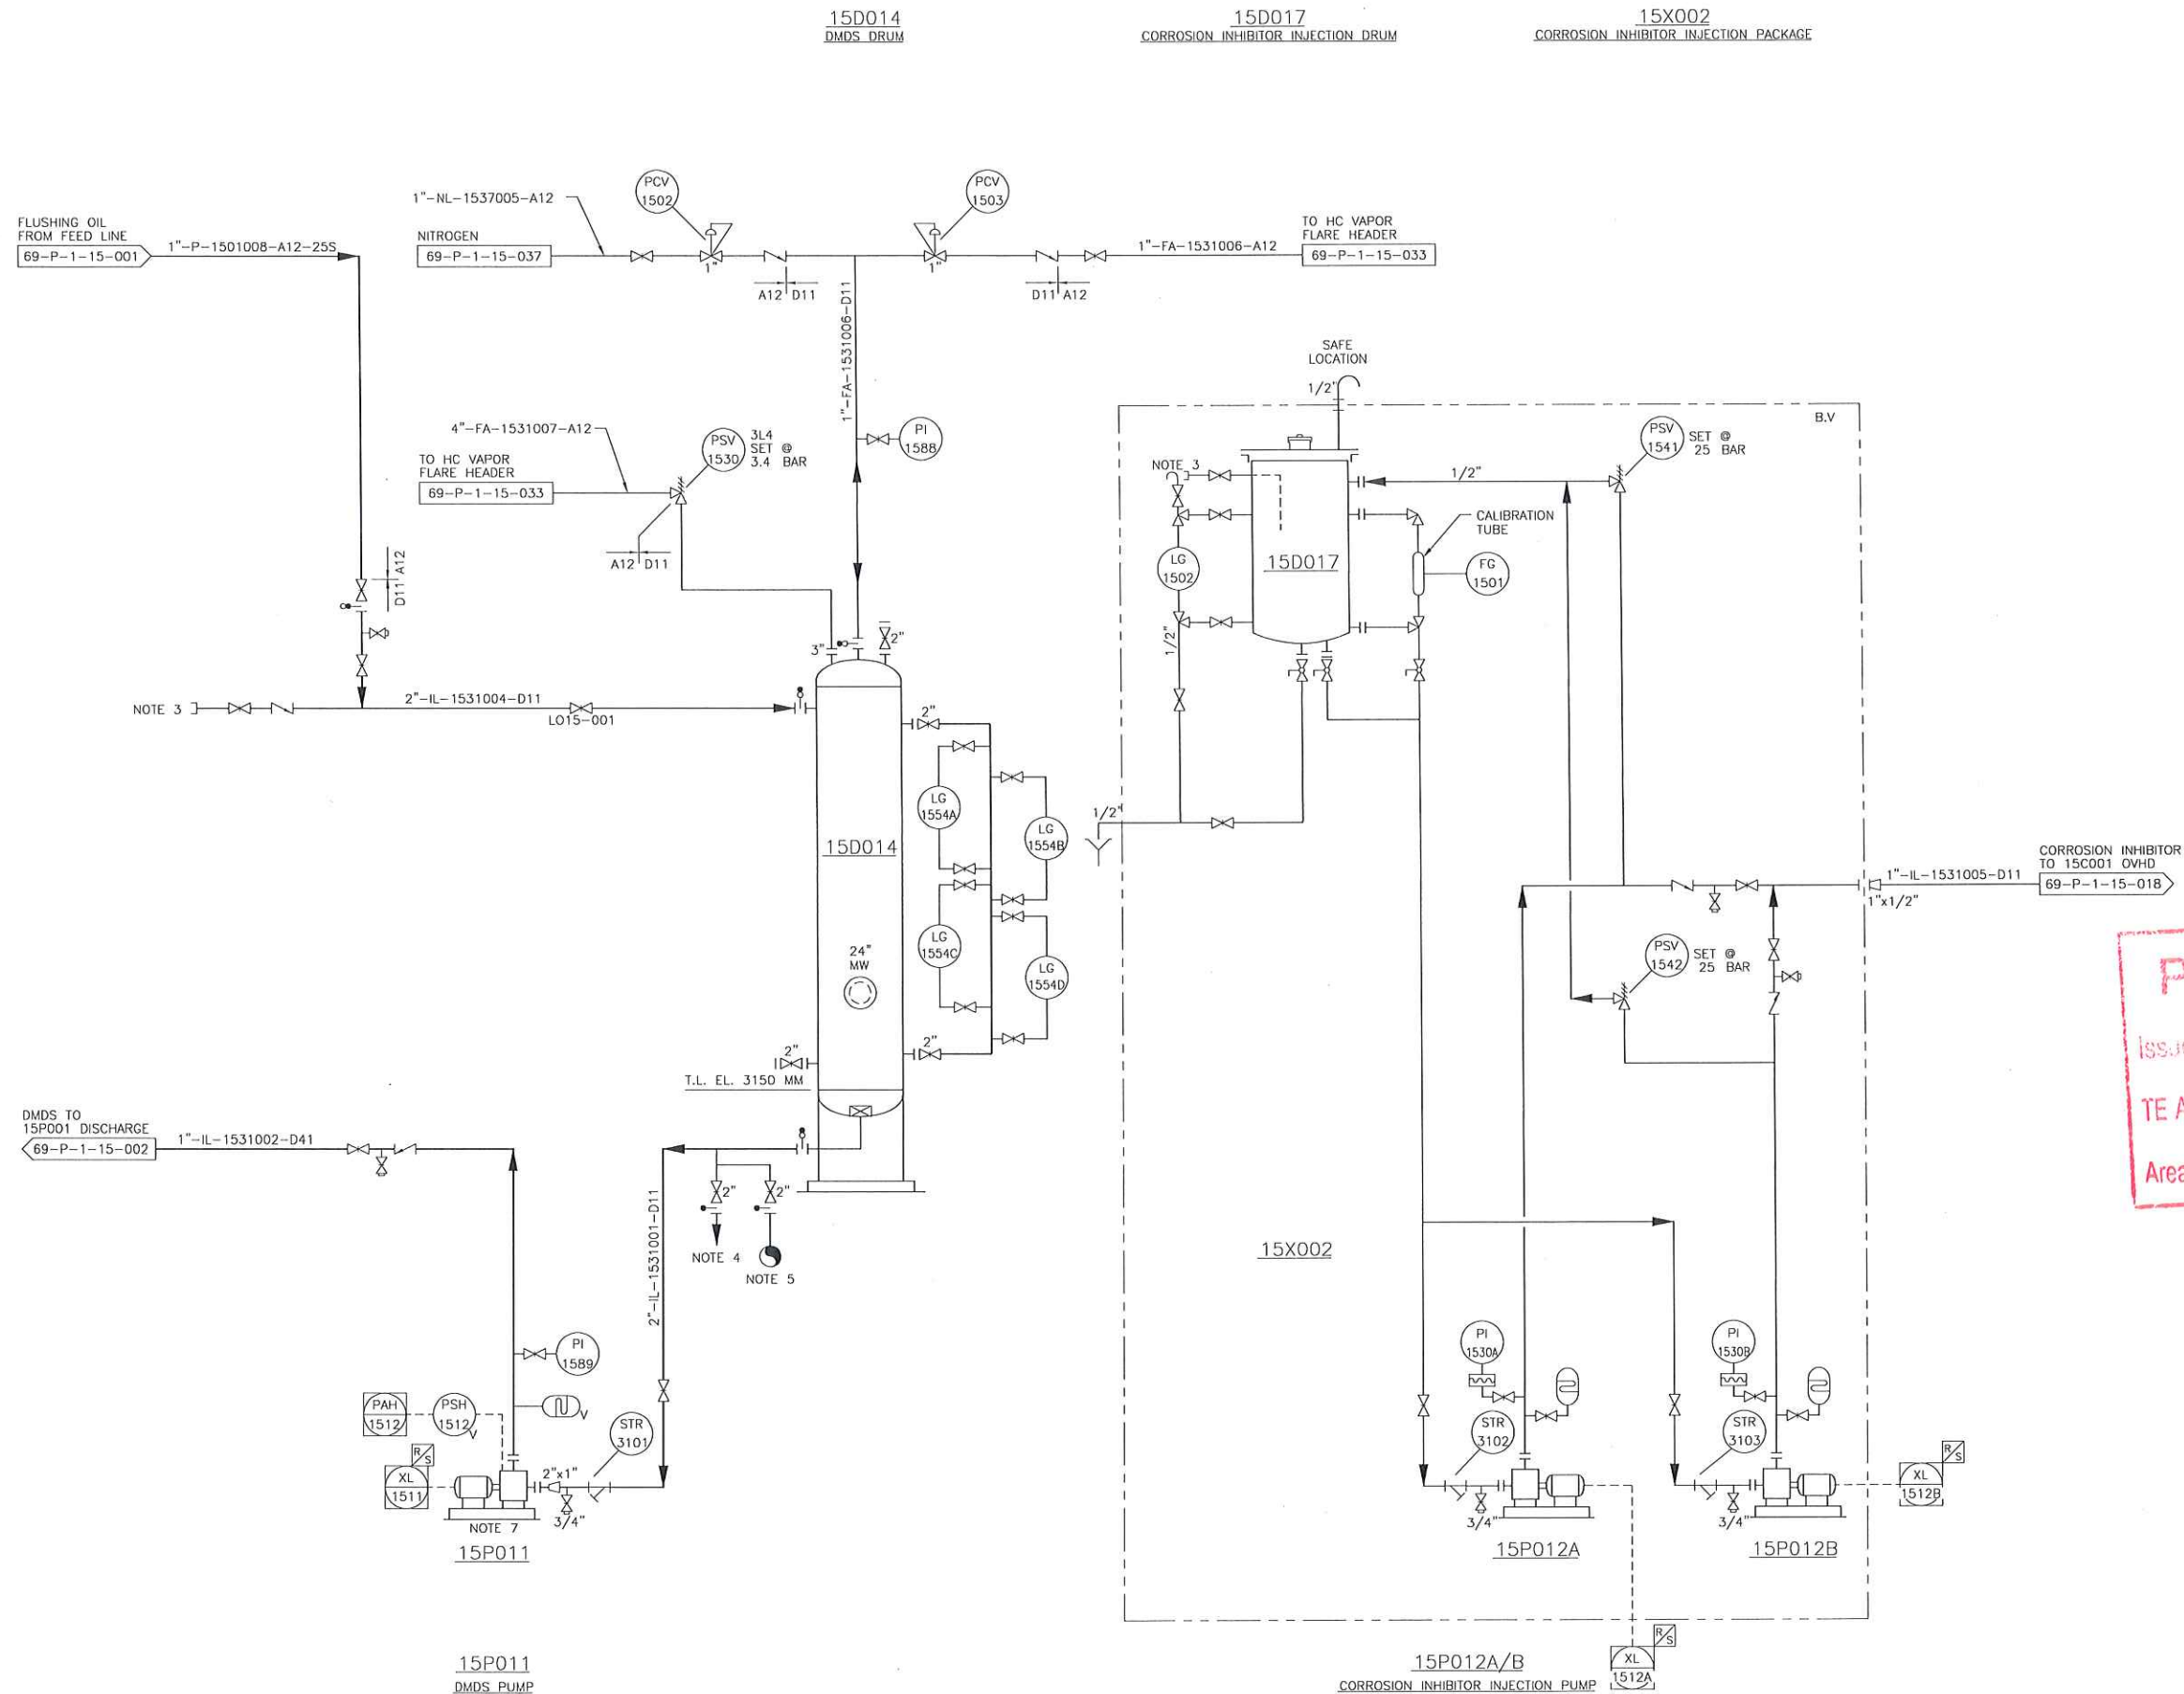 15D014
DMDS DRUM
15D017
CORROSION INHIBITOR INJECTION DRUM
15X002
CORROSION INHIBITOR INJECTION PACKAGE
FLUSHING OIL
FROM FEED LINE
69-P-1-15-001
1"-P-1501008-A12-25S
1"-NL-1537005-A12
NITROGEN
69-P-1-15-037
PCV
1502
1"
A12 D11
PCV
1503
1"
D11 A12
1"-FA-1531006-A12
TO HC VAPOR
FLARE HEADER
69-P-1-15-033
1"-FA-1531006-D11
PI
1588
4"-FA-1531007-A12
TO HC VAPOR
FLARE HEADER
69-P-1-15-033
PSV
1530
3L4
SET @
3.4 BAR
A12 D11
D11 A12
NOTE 3
2"-IL-1531004-D11
LO15-001
3"
2"
2"
LG
1554A
LG
1554B
LG
1554C
LG
1554D
15D014
24"
MW
2"
2"
T.L. EL. 3150 MM
DMDS TO
15P001 DISCHARGE
69-P-1-15-002
1"-IL-1531002-D41
2"-IL-1531001-D11
2"
2"
NOTE 4
NOTE 5
PI
1589
V
PAH
1512
PSH
1512
V
STR
3101
R/S
XL
1511
2"x1"
3/4"
NOTE 7
15P011
15P011
DMDS PUMP
SAFE
LOCATION
1/2"
B.V
NOTE 3
1/2"
PSV
1541
SET @
25 BAR
CALIBRATION
TUBE
LG
1502
15D017
FG
1501
1/2"
1/2"
CORROSION INHIBITOR
TO 15C001 OVHD
1"-IL-1531005-D11
69-P-1-15-018
1"x1/2"
PSV
1542
SET @
25 BAR
15X002
PI
1530A
PI
1530B
STR
3102
STR
3103
3/4"
3/4"
R/S
XL
1512B
15P012A
15P012B
R/S
XL
1512A
15P012A/B
CORROSION INHIBITOR INJECTION PUMP
TE A
Area